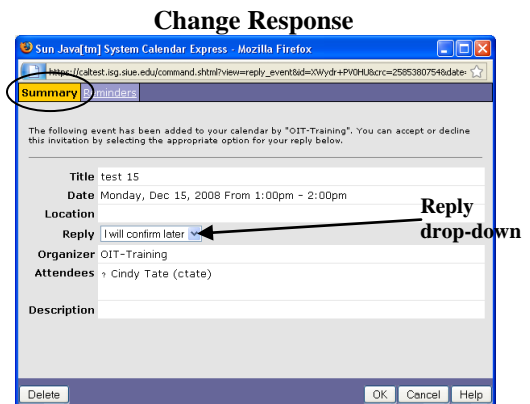 Change Response
Sun Java[tm] System Calendar Express - Mozilla Firefox
https://caltest.isg.siue.edu/command.shtml?view=reply_event&id=XWydr+PV0HU&crc=2585380754&date:
Summary Reminders
The following event has been added to your calendar by "OIT-Training". You can accept or decline
this invitation by selecting the appropriate option for your reply below.
Title test 15
Date Monday, Dec 15, 2008 From 1:00pm - 2:00pm
Location
Reply I will confirm later
Reply
drop-down
Organizer OIT-Training
Attendees ? Cindy Tate (ctate)
Description
Delete OK Cancel Help